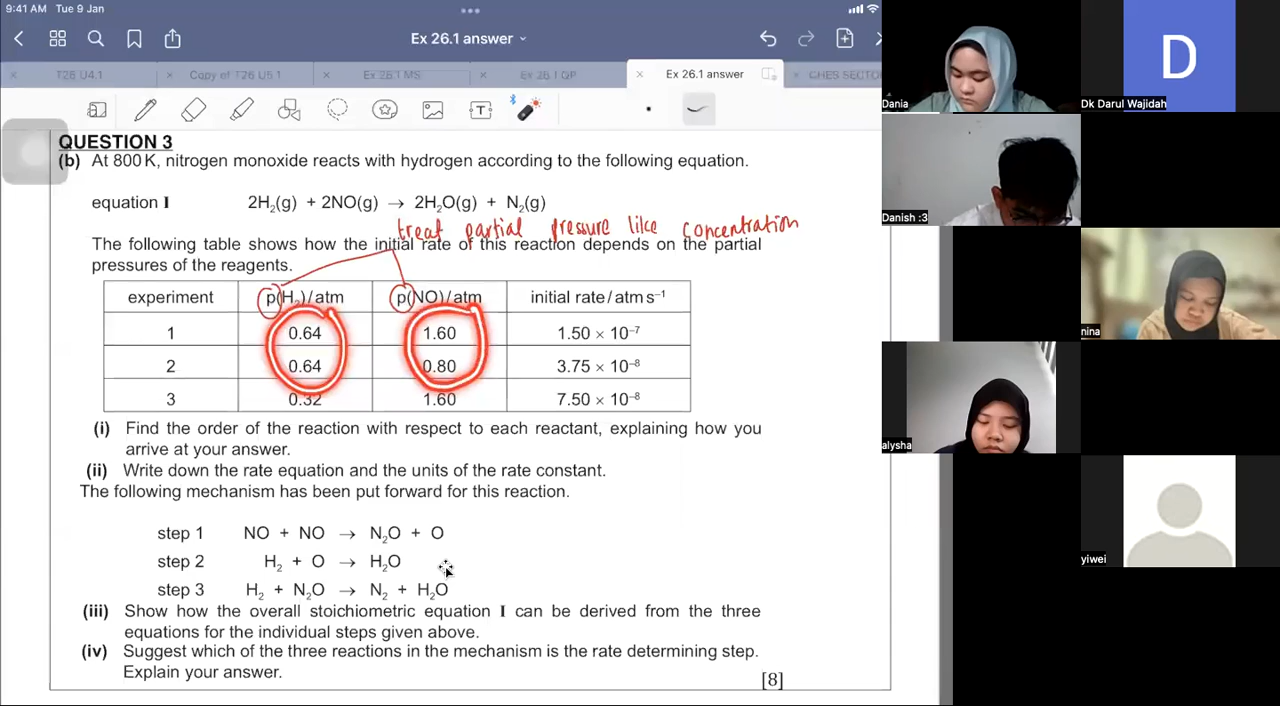 9:41 AM Tue 9 Jan
Ex 26.1 answer
T26 U4.1
Copy of T26 U5.1
Ex 26.1 MS
Ex 26.1 QP
Ex 26.1 answer
QUESTION 3
(b) At 800 K, nitrogen monoxide reacts with hydrogen according to the following equation.
equation I 2H₂(g) + 2NO(g) → 2H₂O(g) + N₂(g)
treat partial pressure like concentration
The following table shows how the initial rate of this reaction depends on the partial
pressures of the reagents.
experiment p(H₂)/atm p(NO)/atm initial rate/atm s⁻¹
1 0.64 1.60 1.50 × 10⁻⁷
2 0.64 0.80 3.75 × 10⁻⁸
3 0.32 1.60 7.50 × 10⁻⁸
(i) Find the order of the reaction with respect to each reactant, explaining how you
arrive at your answer.
(ii) Write down the rate equation and the units of the rate constant.
The following mechanism has been put forward for this reaction.
step 1 NO + NO → N₂O + O
step 2 H₂ + O → H₂O
step 3 H₂ + N₂O → N₂ + H₂O
(iii) Show how the overall stoichiometric equation I can be derived from the three
equations for the individual steps given above.
(iv) Suggest which of the three reactions in the mechanism is the rate determining step.
Explain your answer.
[8]
Dania
D
Dk Darul Wajidah
Danish :3
nina
alysha
yiwei